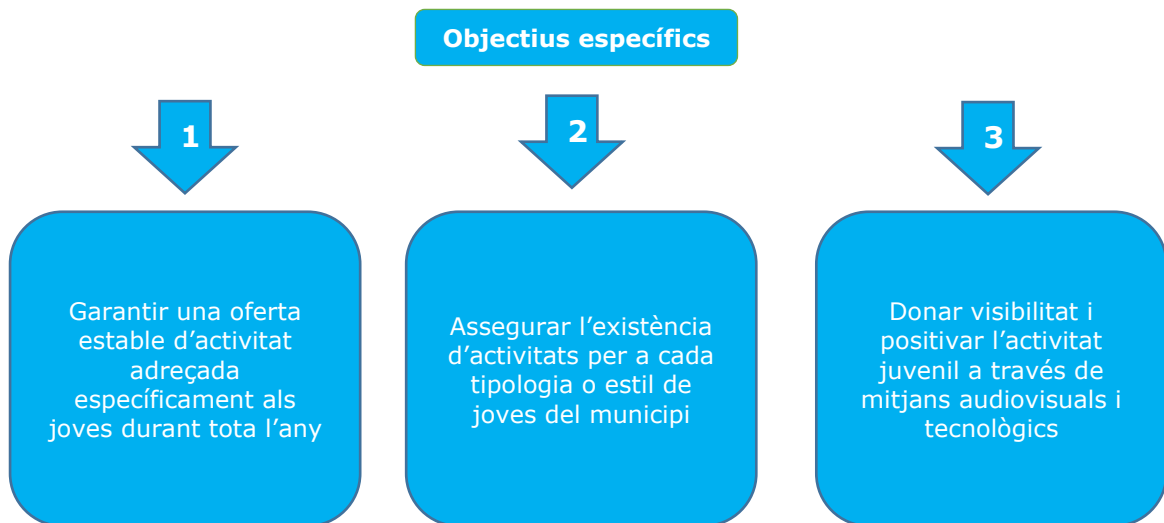 Objectius específics
1
2
3
Garantir una oferta
estable d’activitat
adreçada
específicament als
joves durant tota l’any
Assegurar l’existència
d’activitats per a cada
tipologia o estil de
joves del municipi
Donar visibilitat i
positivar l’activitat
juvenil a través de
mitjans audiovisuals i
tecnològics